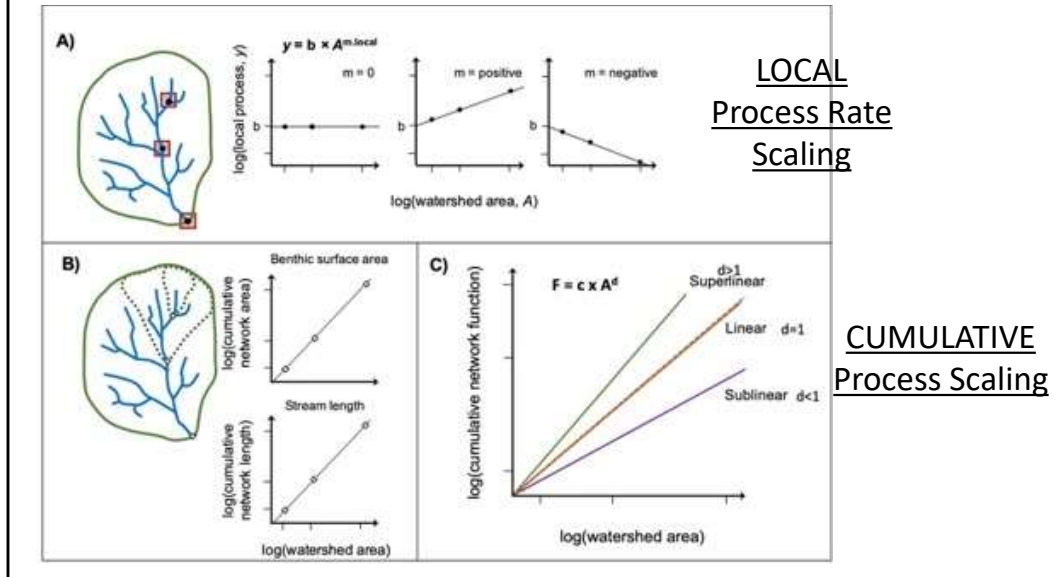 A)
y = b × A^m.local
log(local process, y)
b
m = 0
b
m = positive
b
m = negative
log(watershed area, A)
LOCAL
Process Rate
Scaling
B)
Benthic surface area
log(cumulative
network area)
Stream length
log(cumulative
network length)
log(watershed area)
C)
F = c x A^d
log(cumulative network function)
d>1
Superlinear
Linear d=1
Sublinear d<1
log(watershed area)
CUMULATIVE
Process Scaling